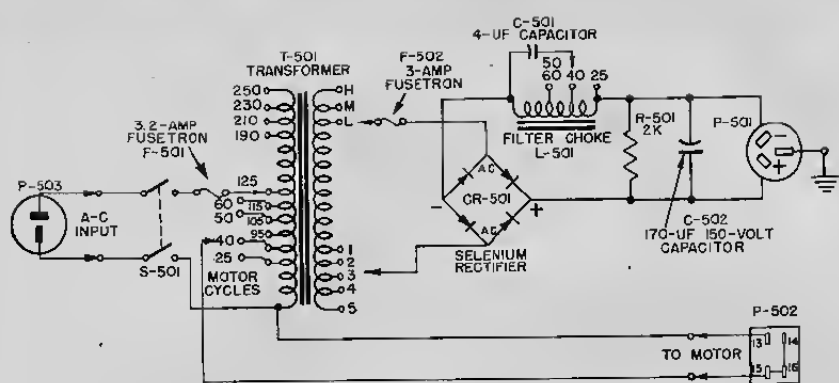 C-501
4-UF CAPACITOR
T-501
TRANSFORMER
F-502
3-AMP
FUSETRON
50
60 40 25
250
230
210
190
H
M
L
3.2-AMP
FUSETRON
F-501
FILTER CHOKE
L-501
R-501
2K
P-501
-
+
P-503
A-C
INPUT
S-501
125
60
115
50
105
95
40
25
MOTOR
CYCLES
AC
CR-501
AC
-
+
SELENIUM
RECTIFIER
C-502
170-UF 150-VOLT
CAPACITOR
1
2
3
4
5
P-502
13
14
TO MOTOR
15
16